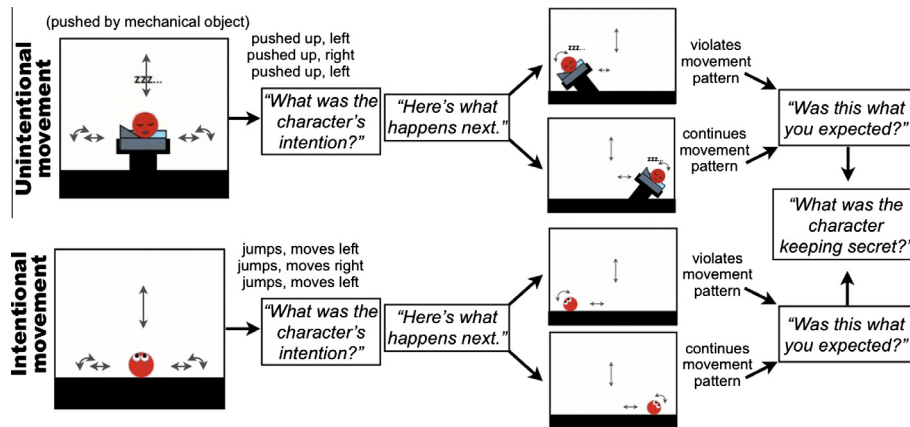 Unintentional
movement
(pushed by mechanical object)
zzz...
pushed up, left
pushed up, right
pushed up, left
“What was the
character’s
intention?”
“Here’s what
happens next.”
zzz...
violates
movement
pattern
zzz...
continues
movement
pattern
“Was this what
you expected?”
“What was the
character
keeping secret?”
Intentional
movement
jumps, moves left
jumps, moves right
jumps, moves left
“What was the
character’s
intention?”
“Here’s what
happens next.”
violates
movement
pattern
continues
movement
pattern
“Was this what
you expected?”